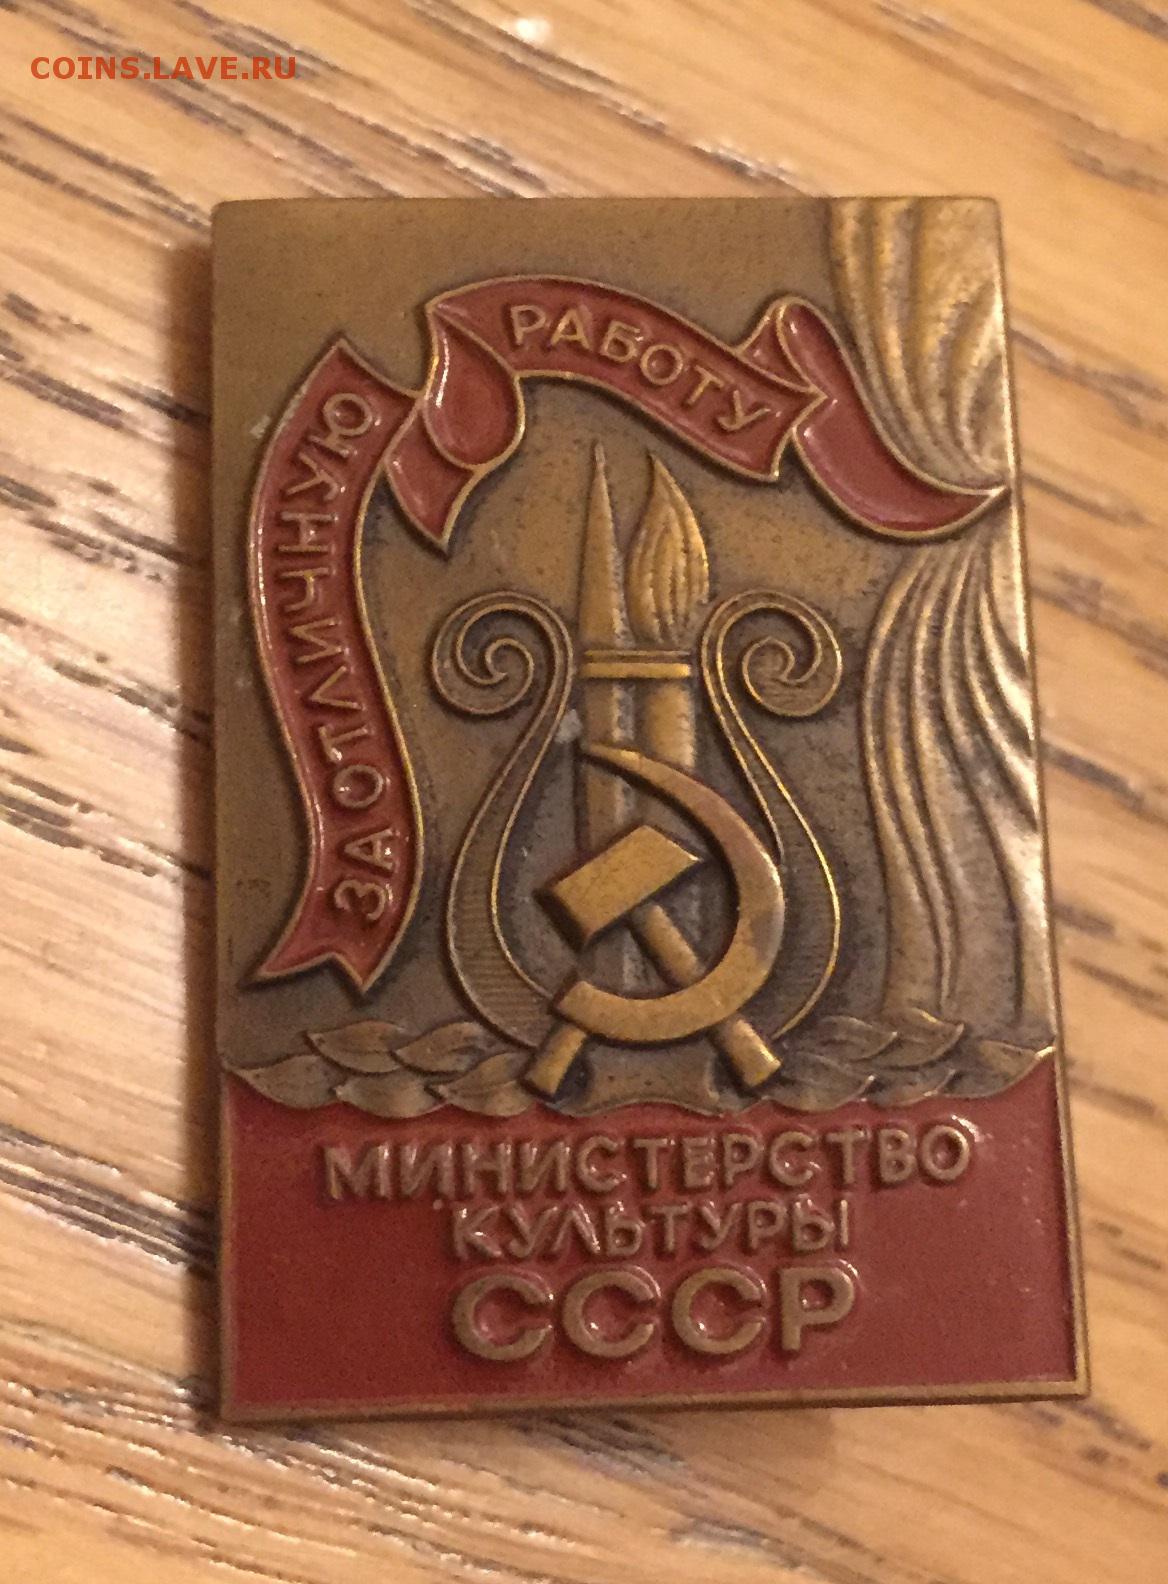 COINS.LAVE.RU
ЗА ОТЛИЧНУЮ
РАБОТУ
МИНИСТЕРСТВО
КУЛЬТУРЫ
СССР